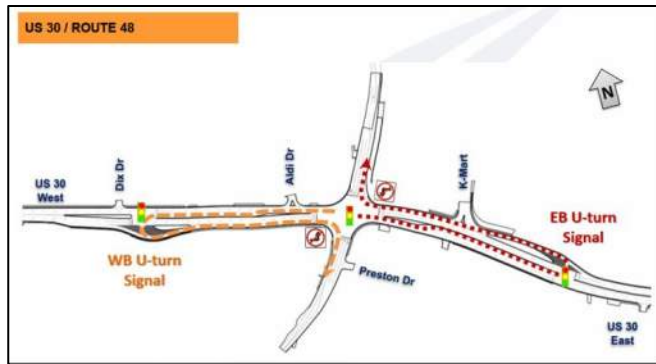 US 30 / ROUTE 48
N
Dix Dr
Aldi Dr
K-Mart
US 30
West
EB U-turn
Signal
WB U-turn
Signal
Preston Dr
US 30
East